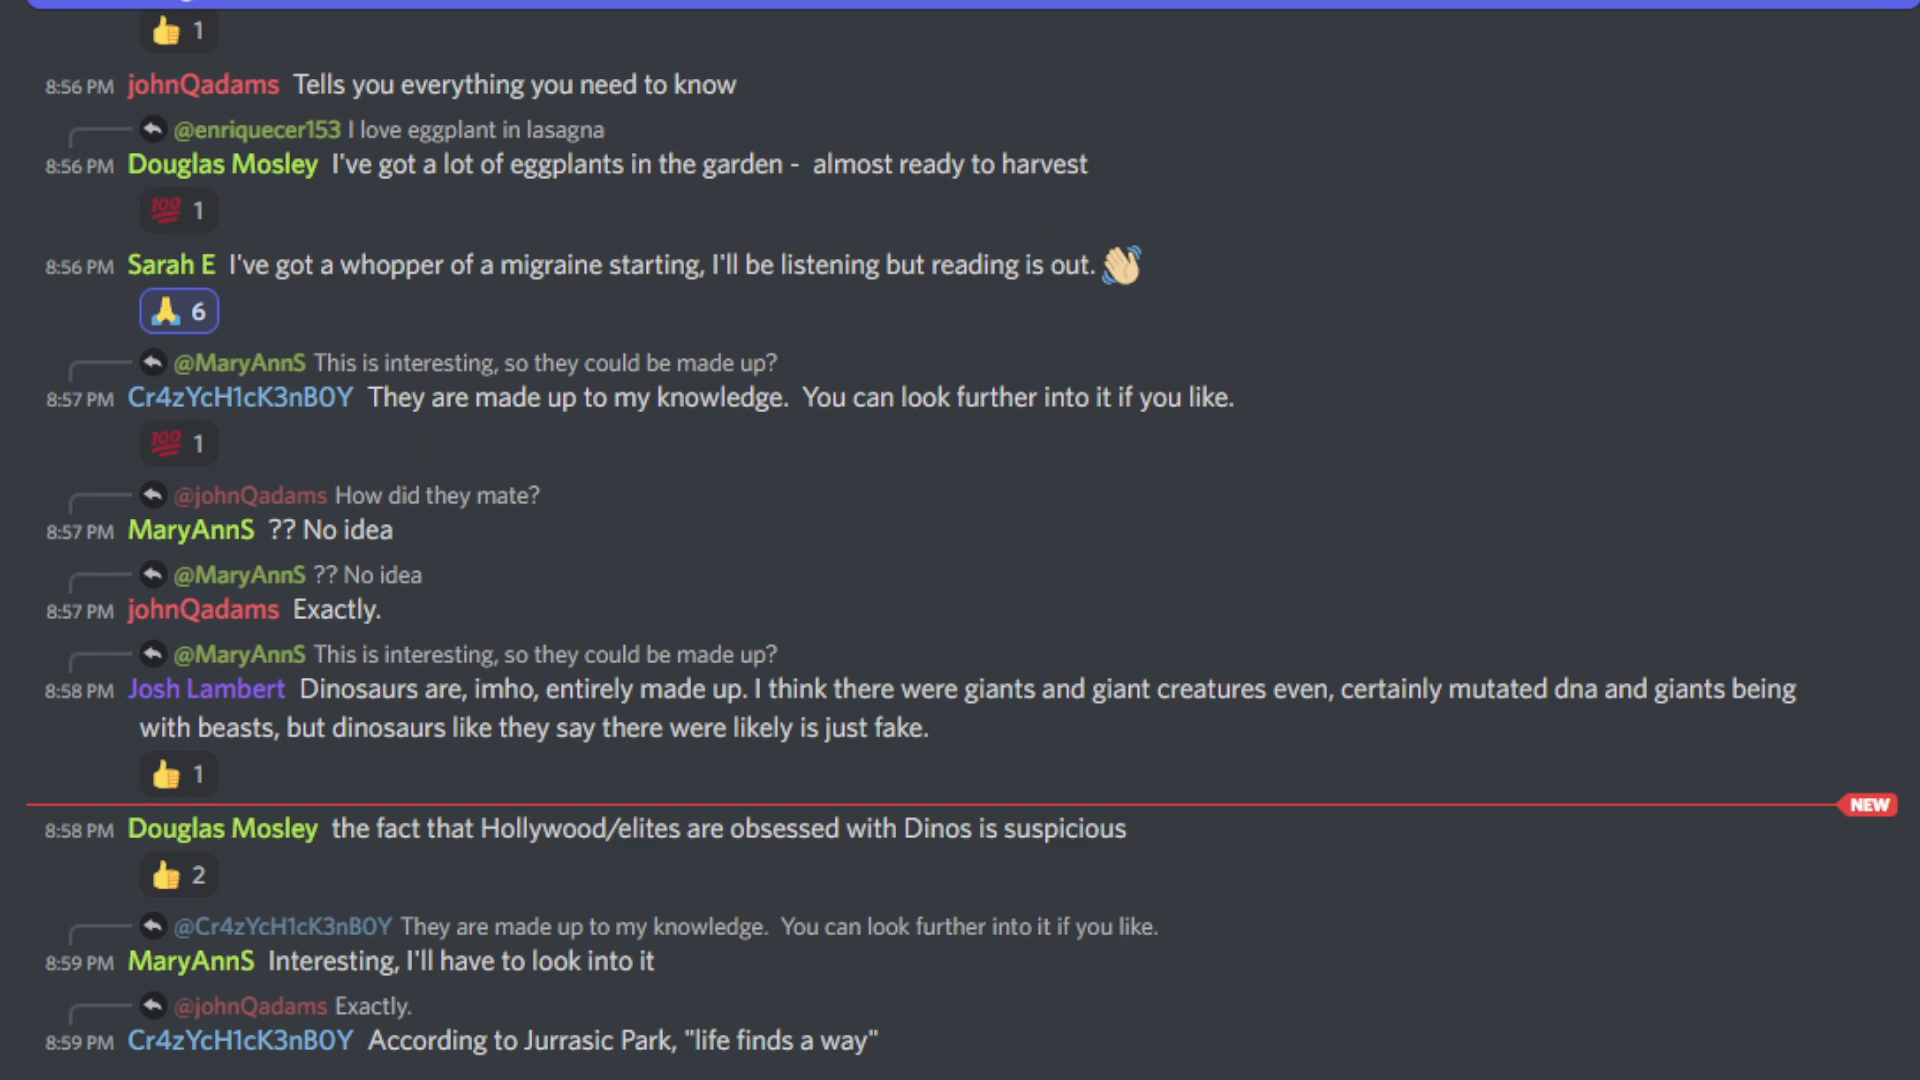 1
8:56 PM johnQadams Tells you everything you need to know
@enriquecer153 I love eggplant in lasagna
8:56 PM Douglas Mosley I've got a lot of eggplants in the garden - almost ready to harvest
100 1
8:56 PM Sarah E I've got a whopper of a migraine starting, I'll be listening but reading is out.
6
@MaryAnnS This is interesting, so they could be made up?
8:57 PM Cr4zYcH1cK3nB0Y They are made up to my knowledge. You can look further into it if you like.
100 1
@johnQadams How did they mate?
8:57 PM MaryAnnS ?? No idea
@MaryAnnS ?? No idea
8:57 PM johnQadams Exactly.
@MaryAnnS This is interesting, so they could be made up?
8:58 PM Josh Lambert Dinosaurs are, imho, entirely made up. I think there were giants and giant creatures even, certainly mutated dna and giants being
with beasts, but dinosaurs like they say there were likely is just fake.
1
NEW
8:58 PM Douglas Mosley the fact that Hollywood/elites are obsessed with Dinos is suspicious
2
@Cr4zYcH1cK3nB0Y They are made up to my knowledge. You can look further into it if you like.
8:59 PM MaryAnnS Interesting, I'll have to look into it
@johnQadams Exactly.
8:59 PM Cr4zYcH1cK3nB0Y According to Jurrasic Park, "life finds a way"